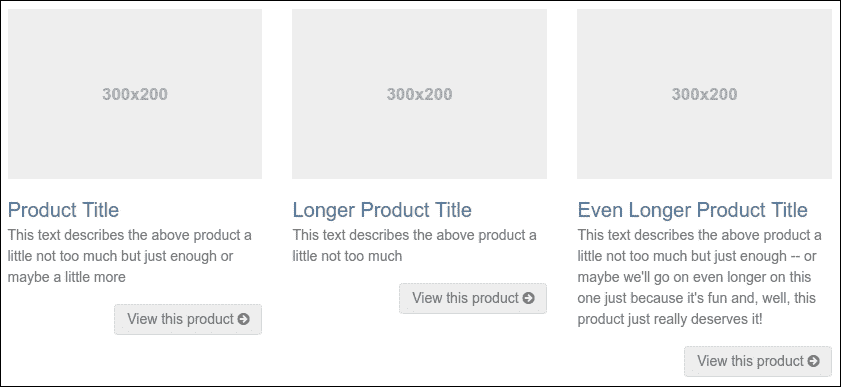 300x200
300x200
300x200
Product Title
This text describes the above product a
little not too much but just enough or
maybe a little more
View this product
Longer Product Title
This text describes the above product a
little not too much
View this product
Even Longer Product Title
This text describes the above product a
little not too much but just enough -- or
maybe we'll go on even longer on this
one just because it's fun and, well, this
product just really deserves it!
View this product